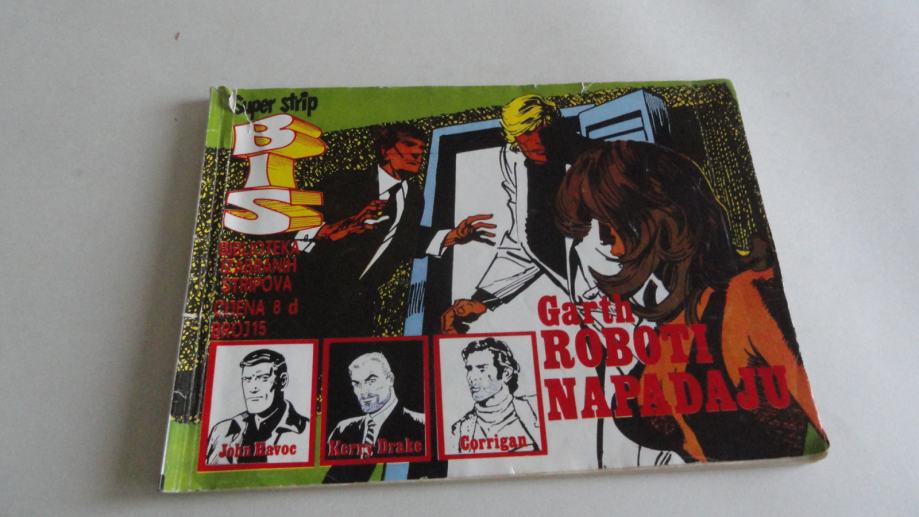 Super strip
BIS
BIBLIOTEKA
IZABRANIH
STRIPOVA
CIJENA 8 d
BROJ 15
Garth
ROBOTI
NAPADAJU
John Havoc
Kerry Drake
Corrigan